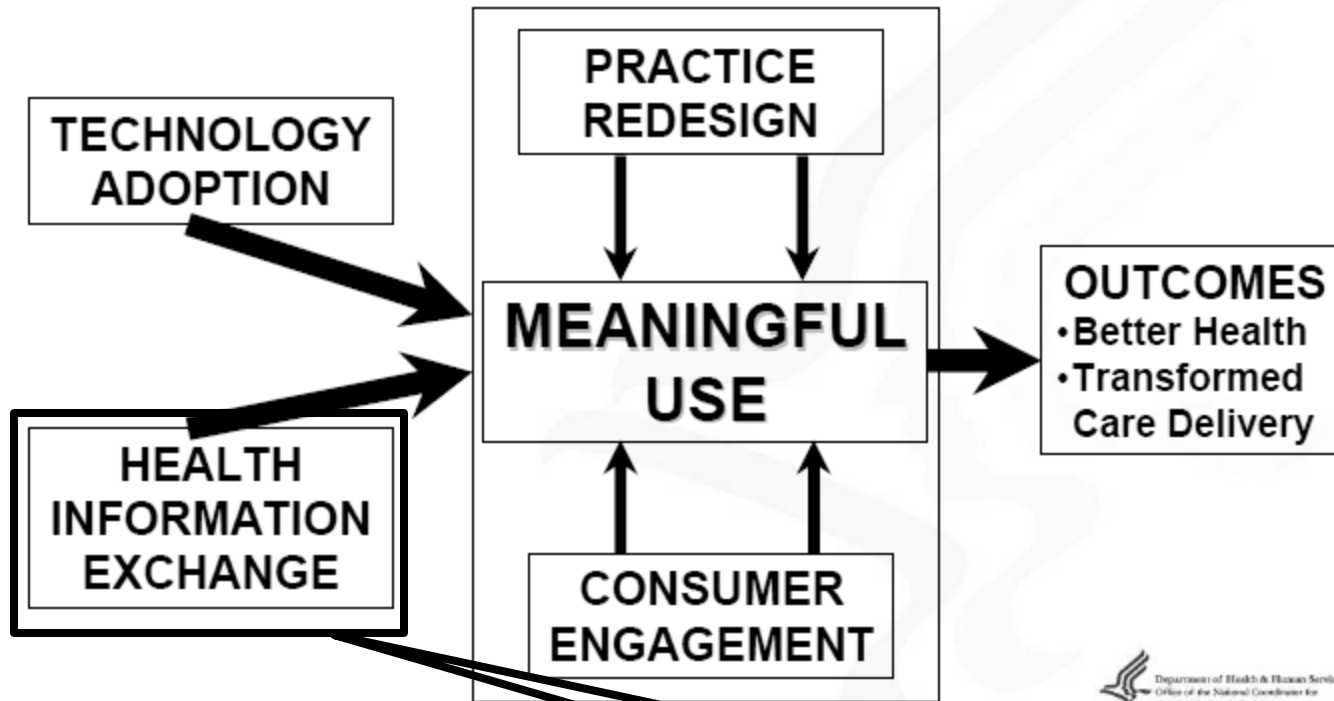 PRACTICE
REDESIGN
TECHNOLOGY
ADOPTION
MEANINGFUL
USE
OUTCOMES
•Better Health
•Transformed
Care Delivery
HEALTH
INFORMATION
EXCHANGE
CONSUMER
ENGAGEMENT
Department of Health & Human Servic
Office of the National Coordinator for